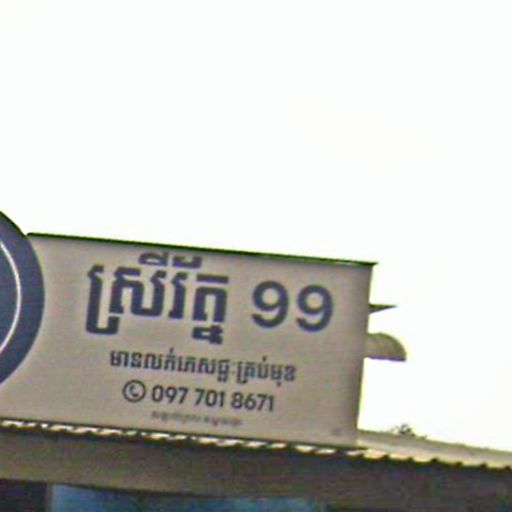 ស្រីរ័ត្ន 99
មានលក់ភេសជ្ជៈគ្រប់មុខ
097 701 8671